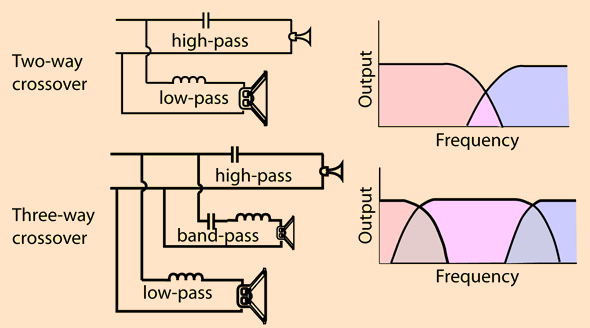 Two-way
crossover
high-pass
low-pass
Output
Frequency
Three-way
crossover
high-pass
band-pass
low-pass
Output
Frequency